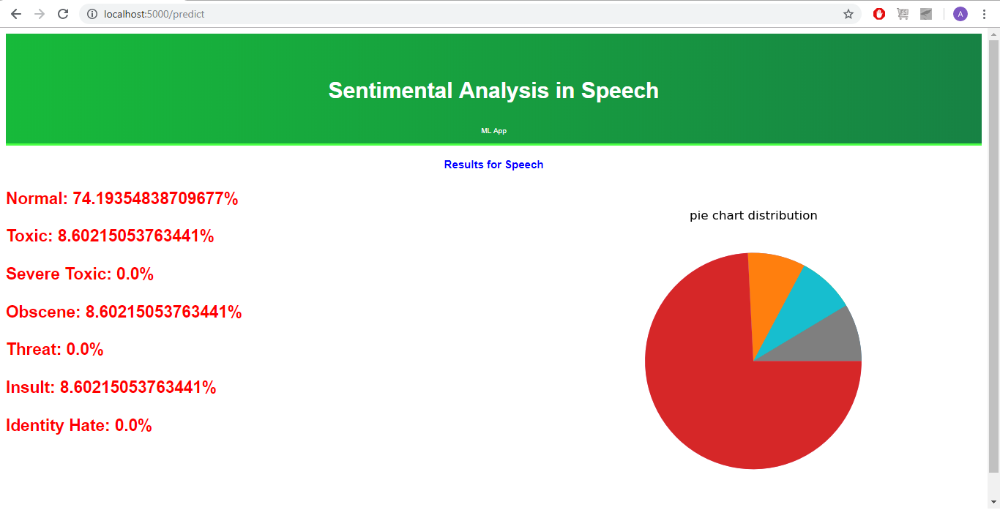 localhost:5000/predict
A
Sentimental Analysis in Speech
ML App
Results for Speech
Normal: 74.19354838709677%
Toxic: 8.60215053763441%
Severe Toxic: 0.0%
Obscene: 8.60215053763441%
Threat: 0.0%
Insult: 8.60215053763441%
Identity Hate: 0.0%
pie chart distribution